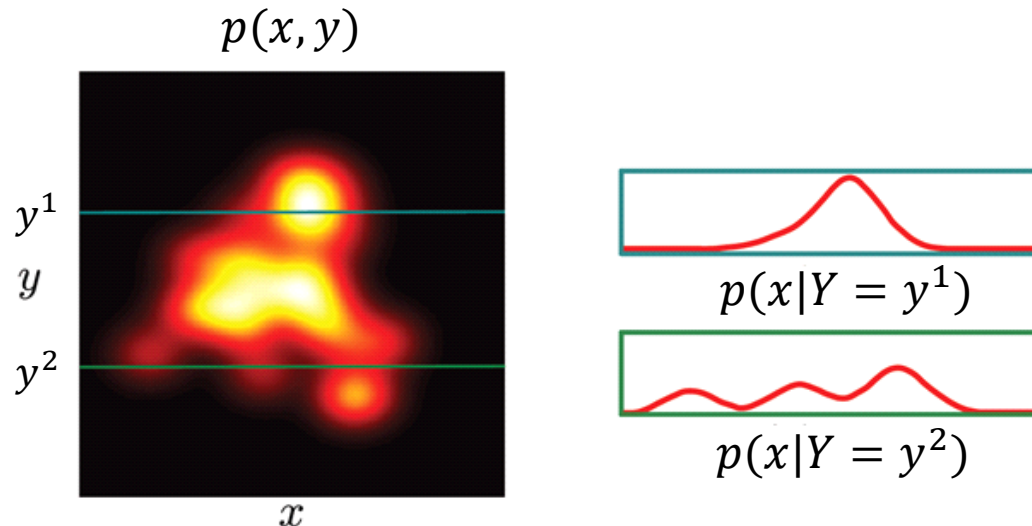 p(x, y)
y¹
y
y²
x
p(x|Y = y¹)
p(x|Y = y²)